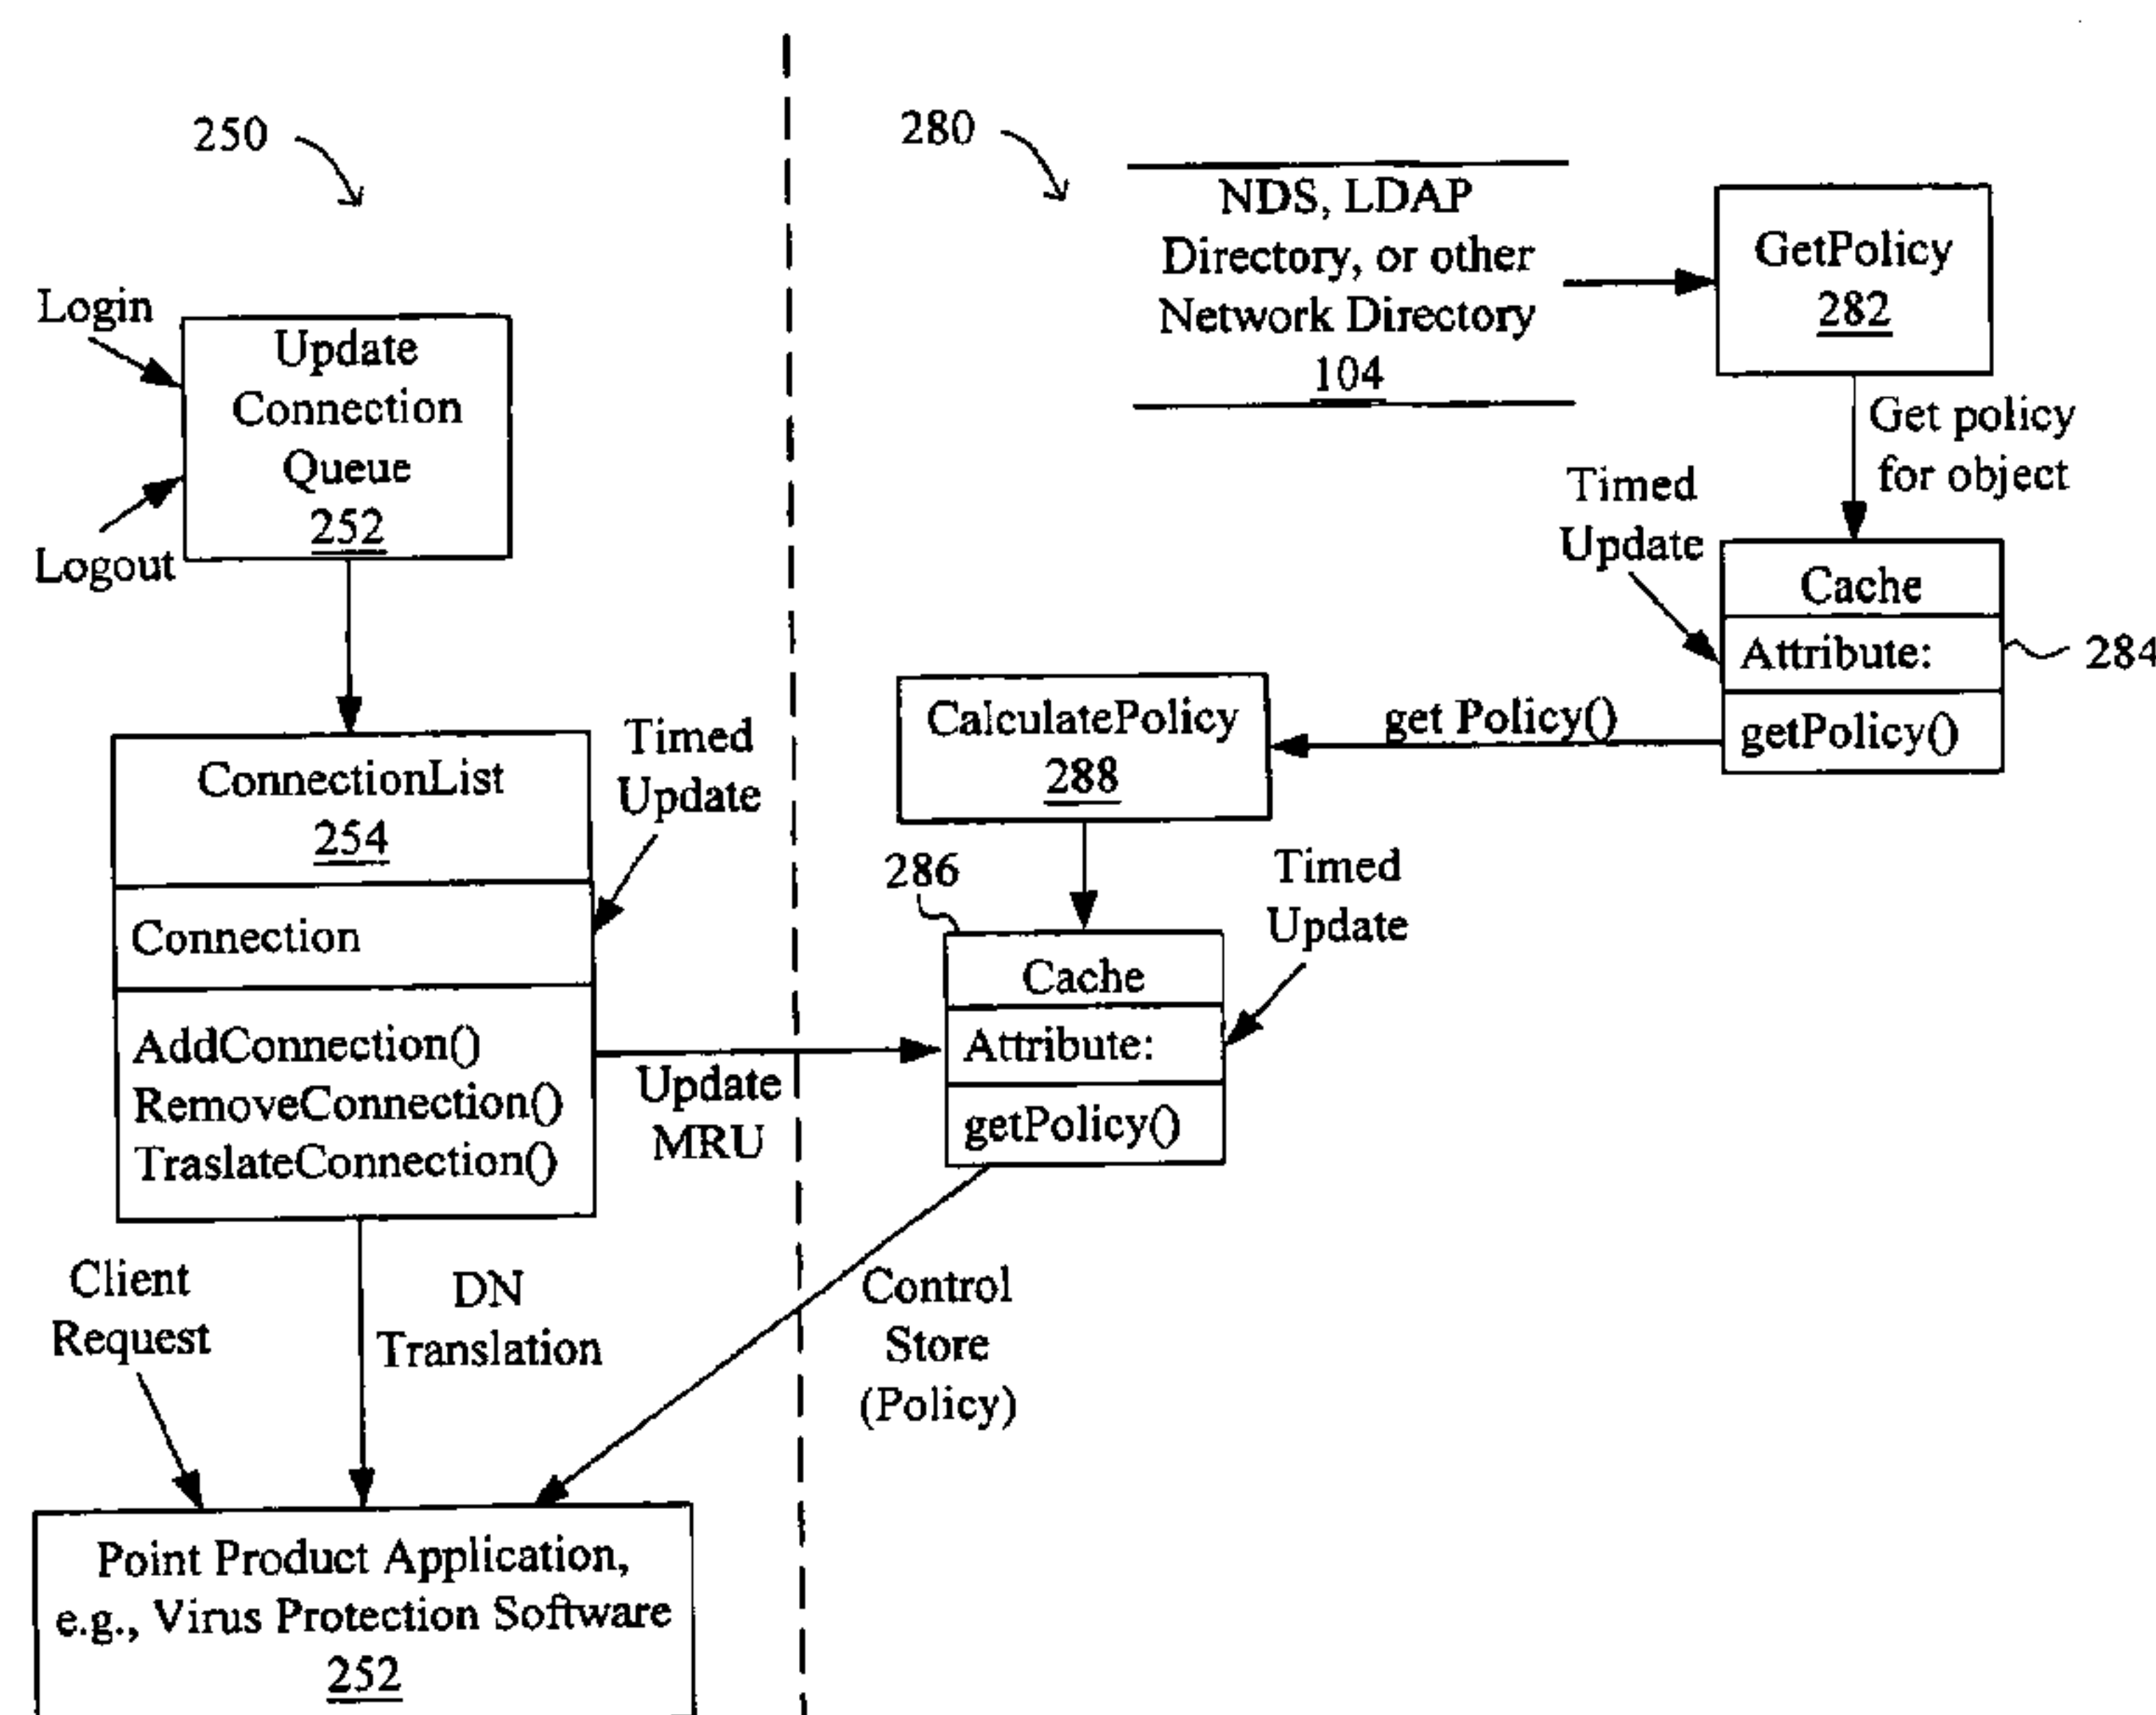 250
Login
Update
Connection
Queue
252
Logout
ConnectionList
254
Timed
Update
Connection
AddConnection()
RemoveConnection()
TraslateConnection()
Update
MRU
Client
Request
DN
Translation
Point Product Application,
e.g., Virus Protection Software
252
280
NDS, LDAP
Directory, or other
Network Directory
104
GetPolicy
282
Get policy
for object
Timed
Update
Cache
Attribute:
getPolicy()
284
get Policy()
CalculatePolicy
288
286
Timed
Update
Cache
Attribute:
getPolicy()
Control
Store
(Policy)